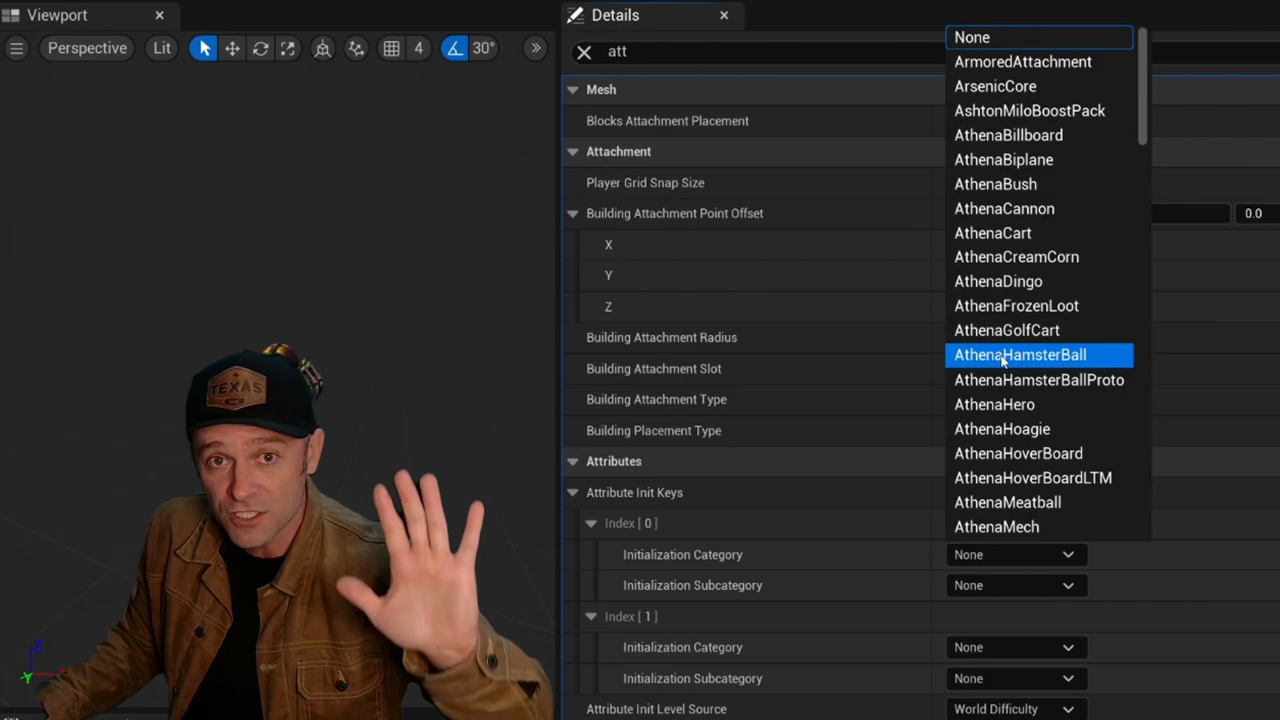 Viewport
Details
Perspective
Lit
4
30°
att
Mesh
Blocks Attachment Placement
Attachment
Player Grid Snap Size
Building Attachment Point Offset
0.0
X
Y
Z
Building Attachment Radius
Building Attachment Slot
Building Attachment Type
Building Placement Type
Attributes
Attribute Init Keys
Index [ 0 ]
Initialization Category
None
Initialization Subcategory
None
Index [ 1 ]
Initialization Category
None
Initialization Subcategory
None
Attribute Init Level Source
World Difficulty
None
ArmoredAttachment
ArsenicCore
AshtonMiloBoostPack
AthenaBillboard
AthenaBiplane
AthenaBush
AthenaCannon
AthenaCart
AthenaCreamCorn
AthenaDingo
AthenaFrozenLoot
AthenaGolfCart
AthenaHamsterBall
AthenaHamsterBallProto
AthenaHero
AthenaHoagie
AthenaHoverBoard
AthenaHoverBoardLTM
AthenaMeatball
AthenaMech
TEXAS
Z